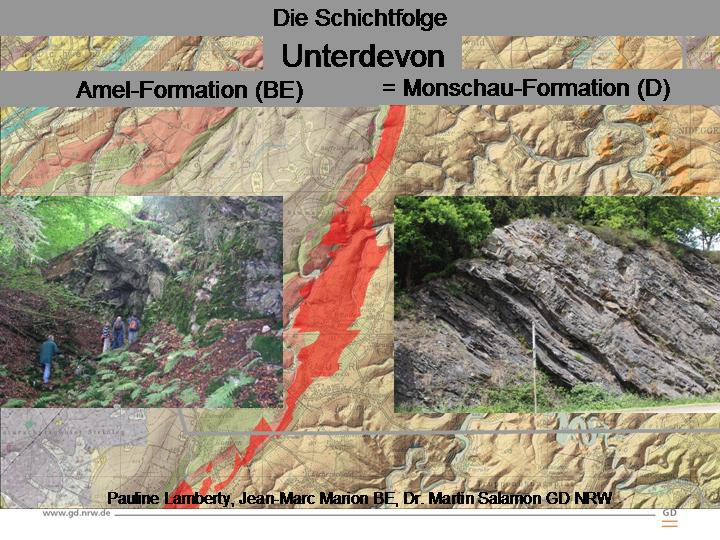 Die Schichtfolge
Unterdevon
Amel-Formation (BE)
= Monschau-Formation (D)
NIDEGGE
Pauline Lamberty, Jean-Marc Marion BE, Dr. Martin Salamon GD NRW
www.gd.nrw.de
GD